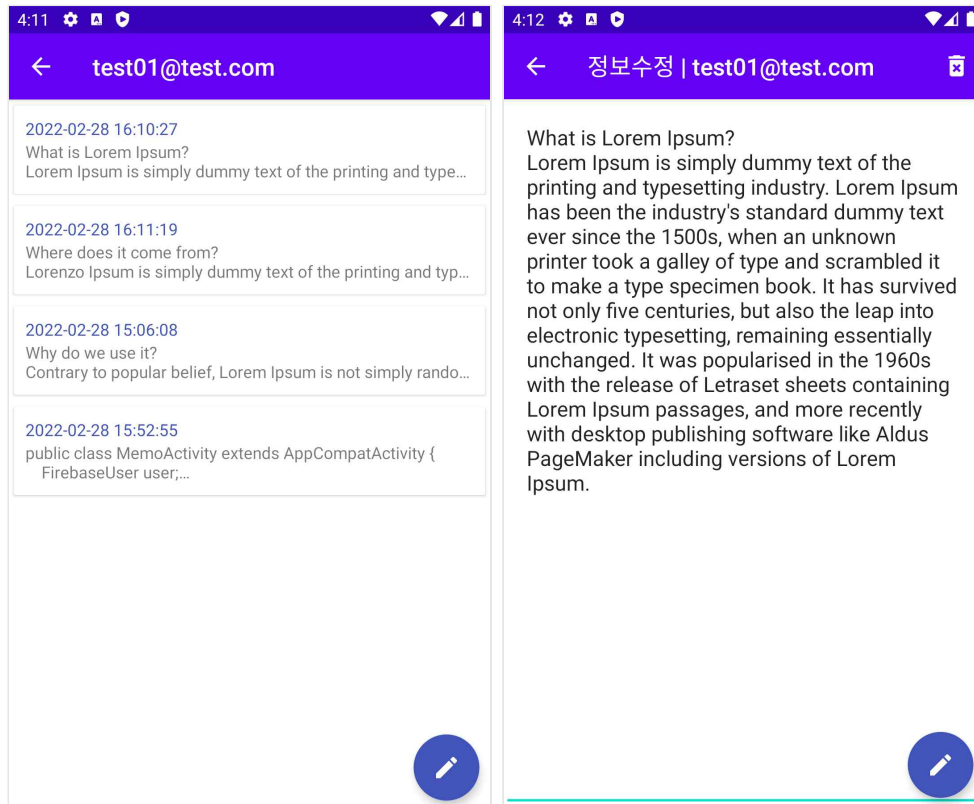 4:11
test01@test.com
2022-02-28 16:10:27
What is Lorem Ipsum?
Lorem Ipsum is simply dummy text of the printing and type...
2022-02-28 16:11:19
Where does it come from?
Lorenzo Ipsum is simply dummy text of the printing and typ...
2022-02-28 15:06:08
Why do we use it?
Contrary to popular belief, Lorem Ipsum is not simply rando...
2022-02-28 15:52:55
public class MemoActivity extends AppCompatActivity {
FirebaseUser user;...
4:12
정보수정 | test01@test.com
What is Lorem Ipsum?
Lorem Ipsum is simply dummy text of the
printing and typesetting industry. Lorem Ipsum
has been the industry's standard dummy text
ever since the 1500s, when an unknown
printer took a galley of type and scrambled it
to make a type specimen book. It has survived
not only five centuries, but also the leap into
electronic typesetting, remaining essentially
unchanged. It was popularised in the 1960s
with the release of Letraset sheets containing
Lorem Ipsum passages, and more recently
with desktop publishing software like Aldus
PageMaker including versions of Lorem
Ipsum.